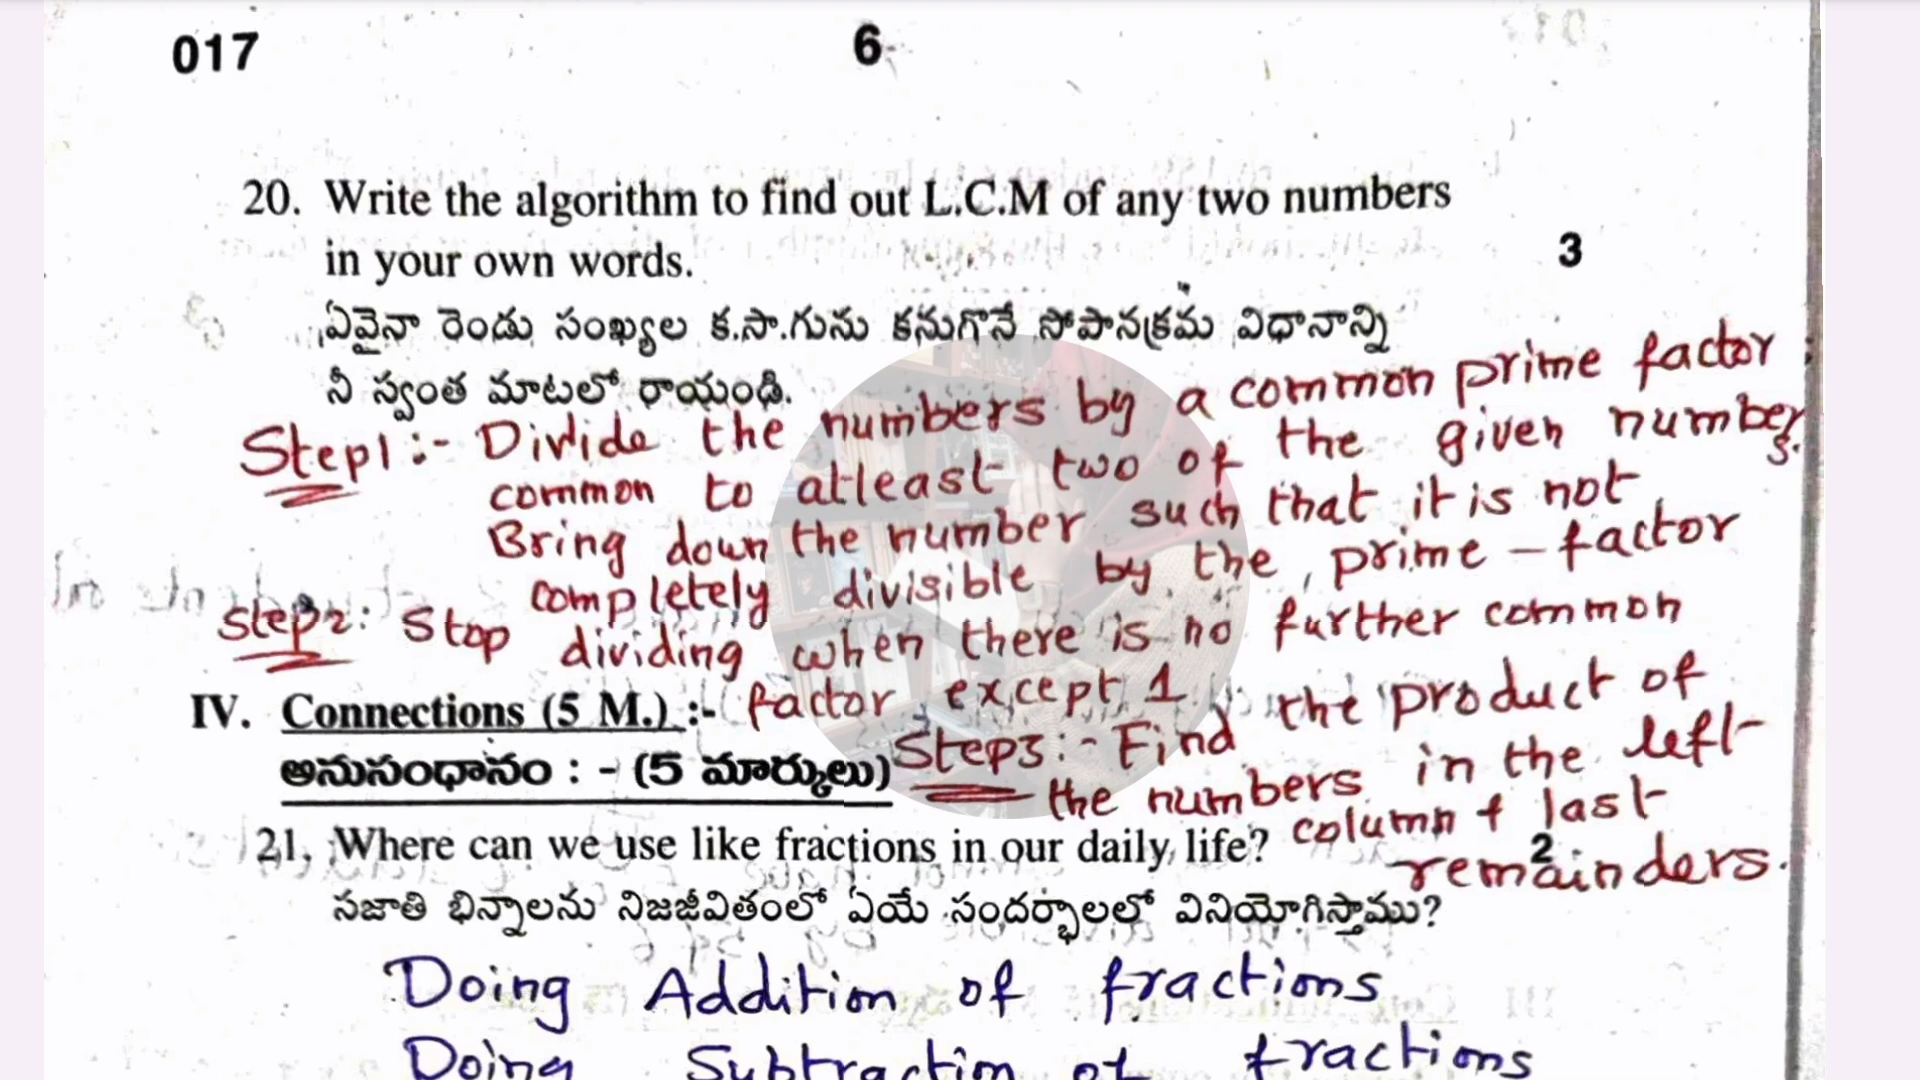 017
6
20. Write the algorithm to find out L.C.M of any two numbers
in your own words.
3
ఏవైనా రెండు సంఖ్యల క.సా.గును కనుగొనే సోపానక్రమ విధానాన్ని
నీ స్వంత మాటలో రాయండి.
Step1:- Divide the numbers by a common prime factor
common to atleast two of the given numbers.
Bring down the number such that it is not
completely divisible by the prime-factor
Step2: Stop dividing when there is no further common
factor except 1
IV. Connections (5 M.) :-
Step3:- Find the product of
అనుసంధానం : - (5 మార్కులు)
the numbers in the left
column & last
remainders.
21. Where can we use like fractions in our daily life?
2
సజాతి భిన్నాలను నిజజీవితంలో ఏయే సందర్భాలలో వినియోగిస్తాము?
Doing Addition of fractions
Doing Subtraction of fractions